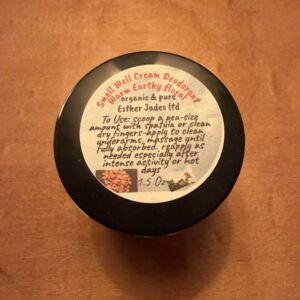 Smell Well Cream Deodorant
Warm Earthy floral
organic & pure
Esther Jades ltd
To Use: scoop a pea-size
amount with spatula or clean
dry fingers-apply to clean
underarms, massage until
fully absorbed. reapply as
needed especially after
intense activity or hot
days
1.5 Oz